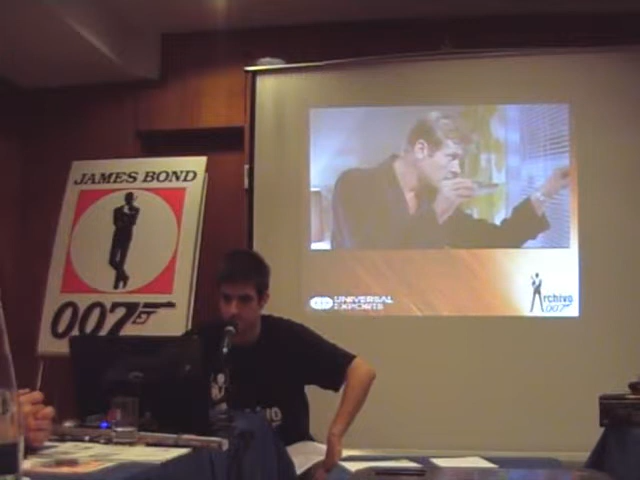 JAMES BOND
007
UNIVERSAL
EXPORTS
Archivo
007